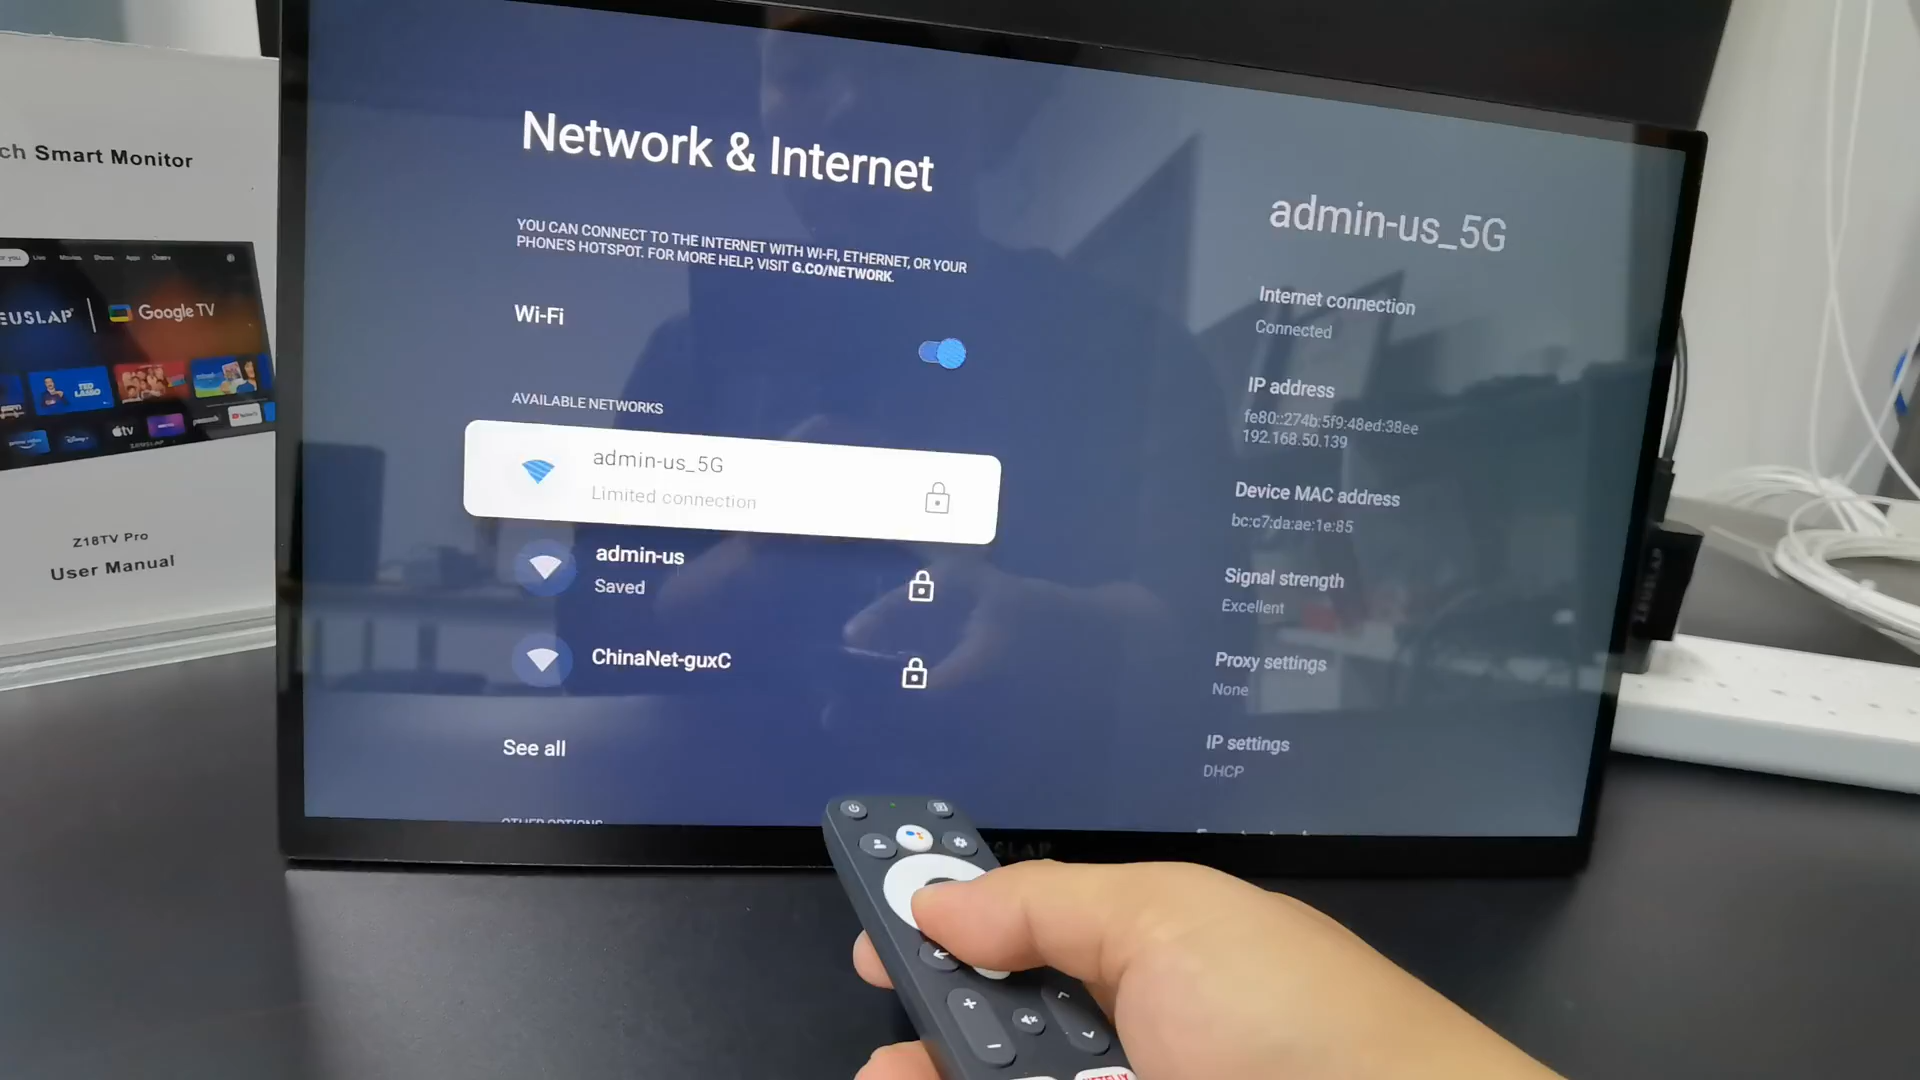 ch Smart Monitor
Google TV
Z18TV Pro
User Manual
Network & Internet
YOU CAN CONNECT TO THE INTERNET WITH WI-FI, ETHERNET, OR YOUR
PHONE'S HOTSPOT. FOR MORE HELP, VISIT G.CO/NETWORK.
Wi-Fi
AVAILABLE NETWORKS
admin-us_5G
Limited connection
admin-us
Saved
ChinaNet-guxC
See all
OTHER OPTIONS
admin-us_5G
Internet connection
Connected
IP address
fe80::274b:5f9:48ed:38ee
192.168.50.139
Device MAC address
bc:c7:da:ae:1e:85
Signal strength
Excellent
Proxy settings
None
IP settings
DHCP
ZEUSLAP
NETFLIX